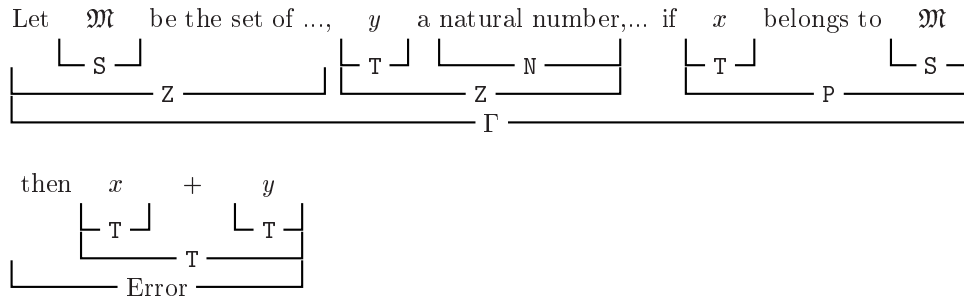 Let 𝔐 be the set of ..., y a natural number,... if x belongs to 𝔐
S T N T S
Z Z P
Γ
then x + y
T T
T
Error